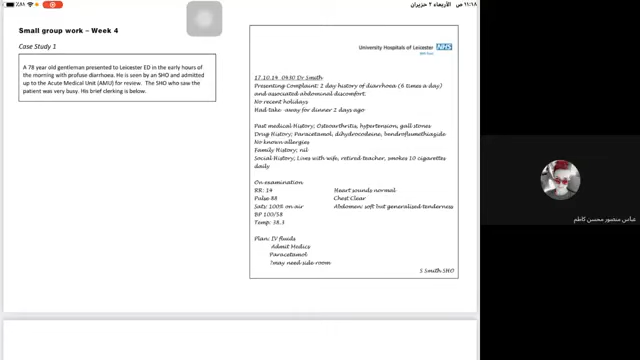 ٪٨١
١١:١٨ ص الأربعاء ٢ حزيران
Small group work – Week 4
Case Study 1
A 78 year old gentleman presented to Leicester ED in the early hours of
the morning with profuse diarrhoea. He is seen by an SHO and admitted
up to the Acute Medical Unit (AMU) for review. The SHO who saw the
patient was very busy. His brief clerking is below.
University Hospitals of Leicester NHS
17.10.14 0430 Dr Smith
Presenting Complaint: 2 day history of diarrhoea (6 times a day)
and associated abdominal discomfort.
No recent holidays
Had take -away for dinner 2 days ago
Past medical History; Osteoarthritis, hypertension, gall stones
Drug History; Paracetamol, dihydrocodeine, bendroflumethiazide
No known allergies
Family History; nil
Social History; Lives with wife, retired teacher, smokes 10 cigarettes
daily
On examination
RR: 14 Heart sounds normal
Pulse 88 Chest Clear
Sats: 100% on air Abdomen: soft but generalised tenderness
BP 100/58
Temp: 38.3
Plan: IV fluids
Admit Medics
Paracetamol
?may need side-room
S Smith SHO
عباس منصور محسن كاظم